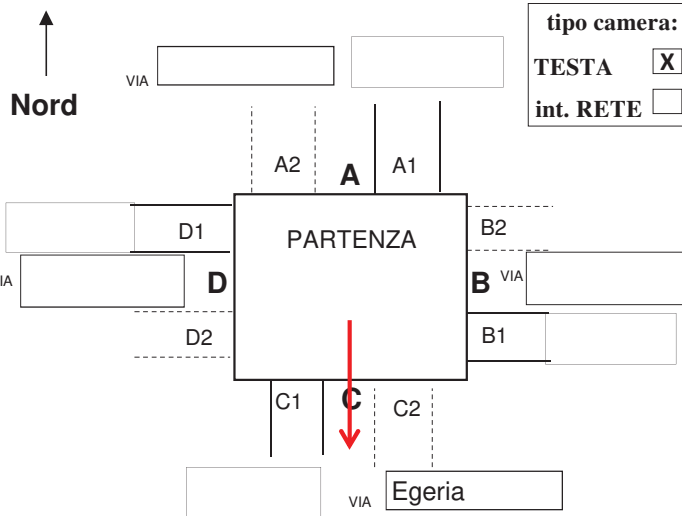 tipo camera:
TESTA X
int. RETE
Nord
VIA
A2
A
A1
D1
PARTENZA
B2
VIA
D
B
VIA
D2
B1
C1
C
C2
VIA
Egeria